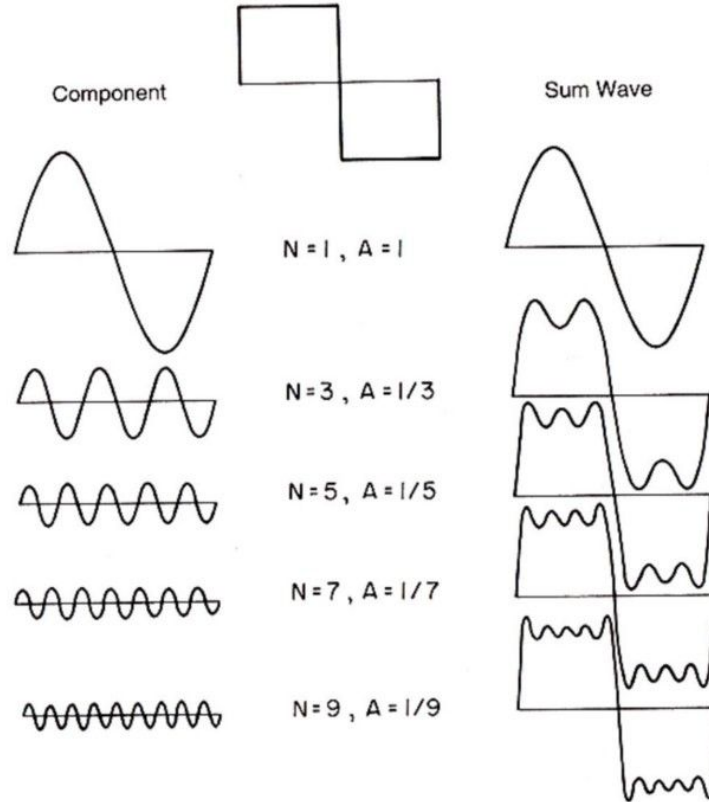 Component
Sum Wave
N = 1 , A = 1
N = 3 , A = 1/3
N = 5 , A = 1/5
N = 7 , A = 1/7
N = 9 , A = 1/9